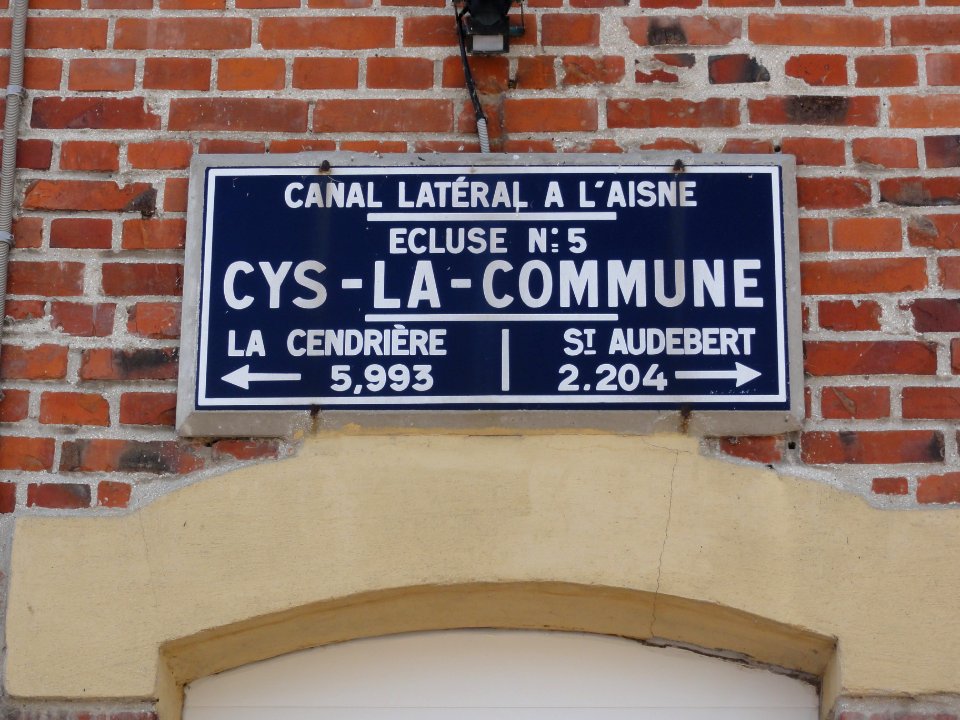 CANAL LATÉRAL A L'AISNE
ECLUSE N: 5
CYS-LA-COMMUNE
LA CENDRIÈRE ST AUDEBERT
5,993 2.204